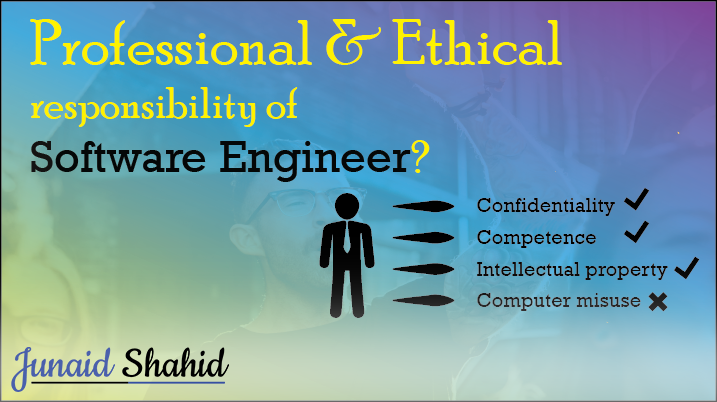 Professional & Ethical
responsibility of
Software Engineer?
Confidentiality
Competence
Intellectual property
Computer misuse
Junaid Shahid